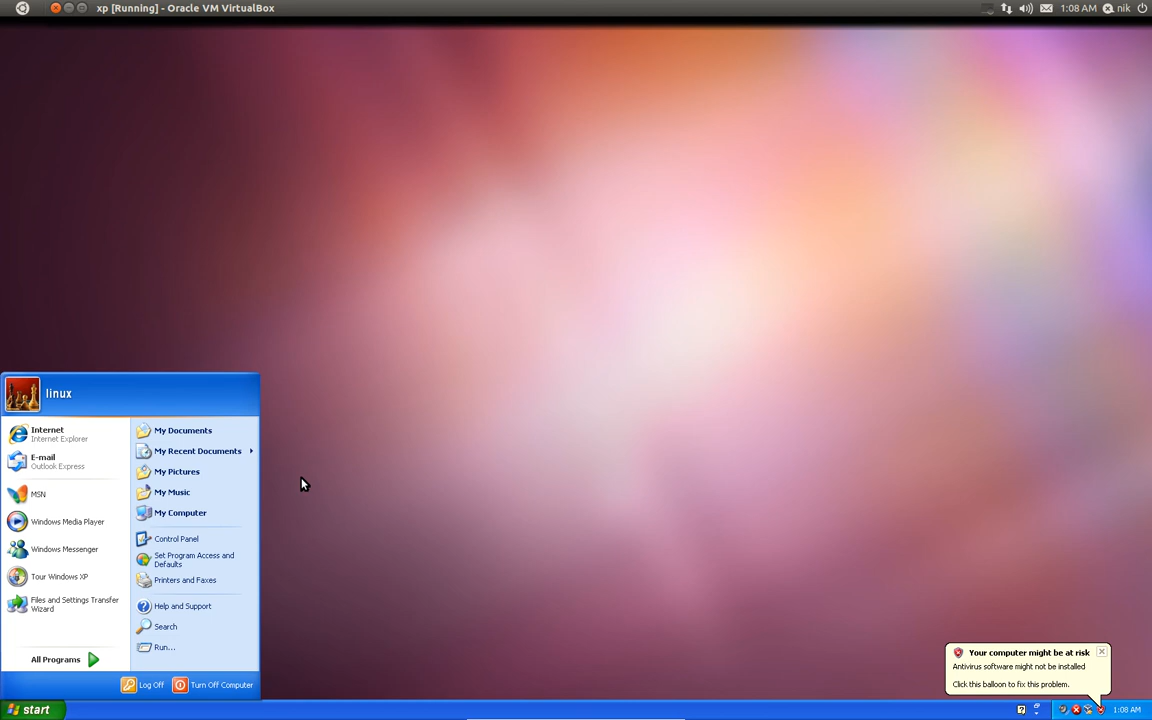 xp [Running] - Oracle VM VirtualBox
1:08 AM
nik
linux
Internet
Internet Explorer
E-mail
Outlook Express
MSN
Windows Media Player
Windows Messenger
Tour Windows XP
Files and Settings Transfer
Wizard
All Programs
My Documents
My Recent Documents
My Pictures
My Music
My Computer
Control Panel
Set Program Access and
Defaults
Printers and Faxes
Help and Support
Search
Run...
Log Off
Turn Off Computer
Your computer might be at risk
Antivirus software might not be installed
Click this balloon to fix this problem.
start
1:08 AM